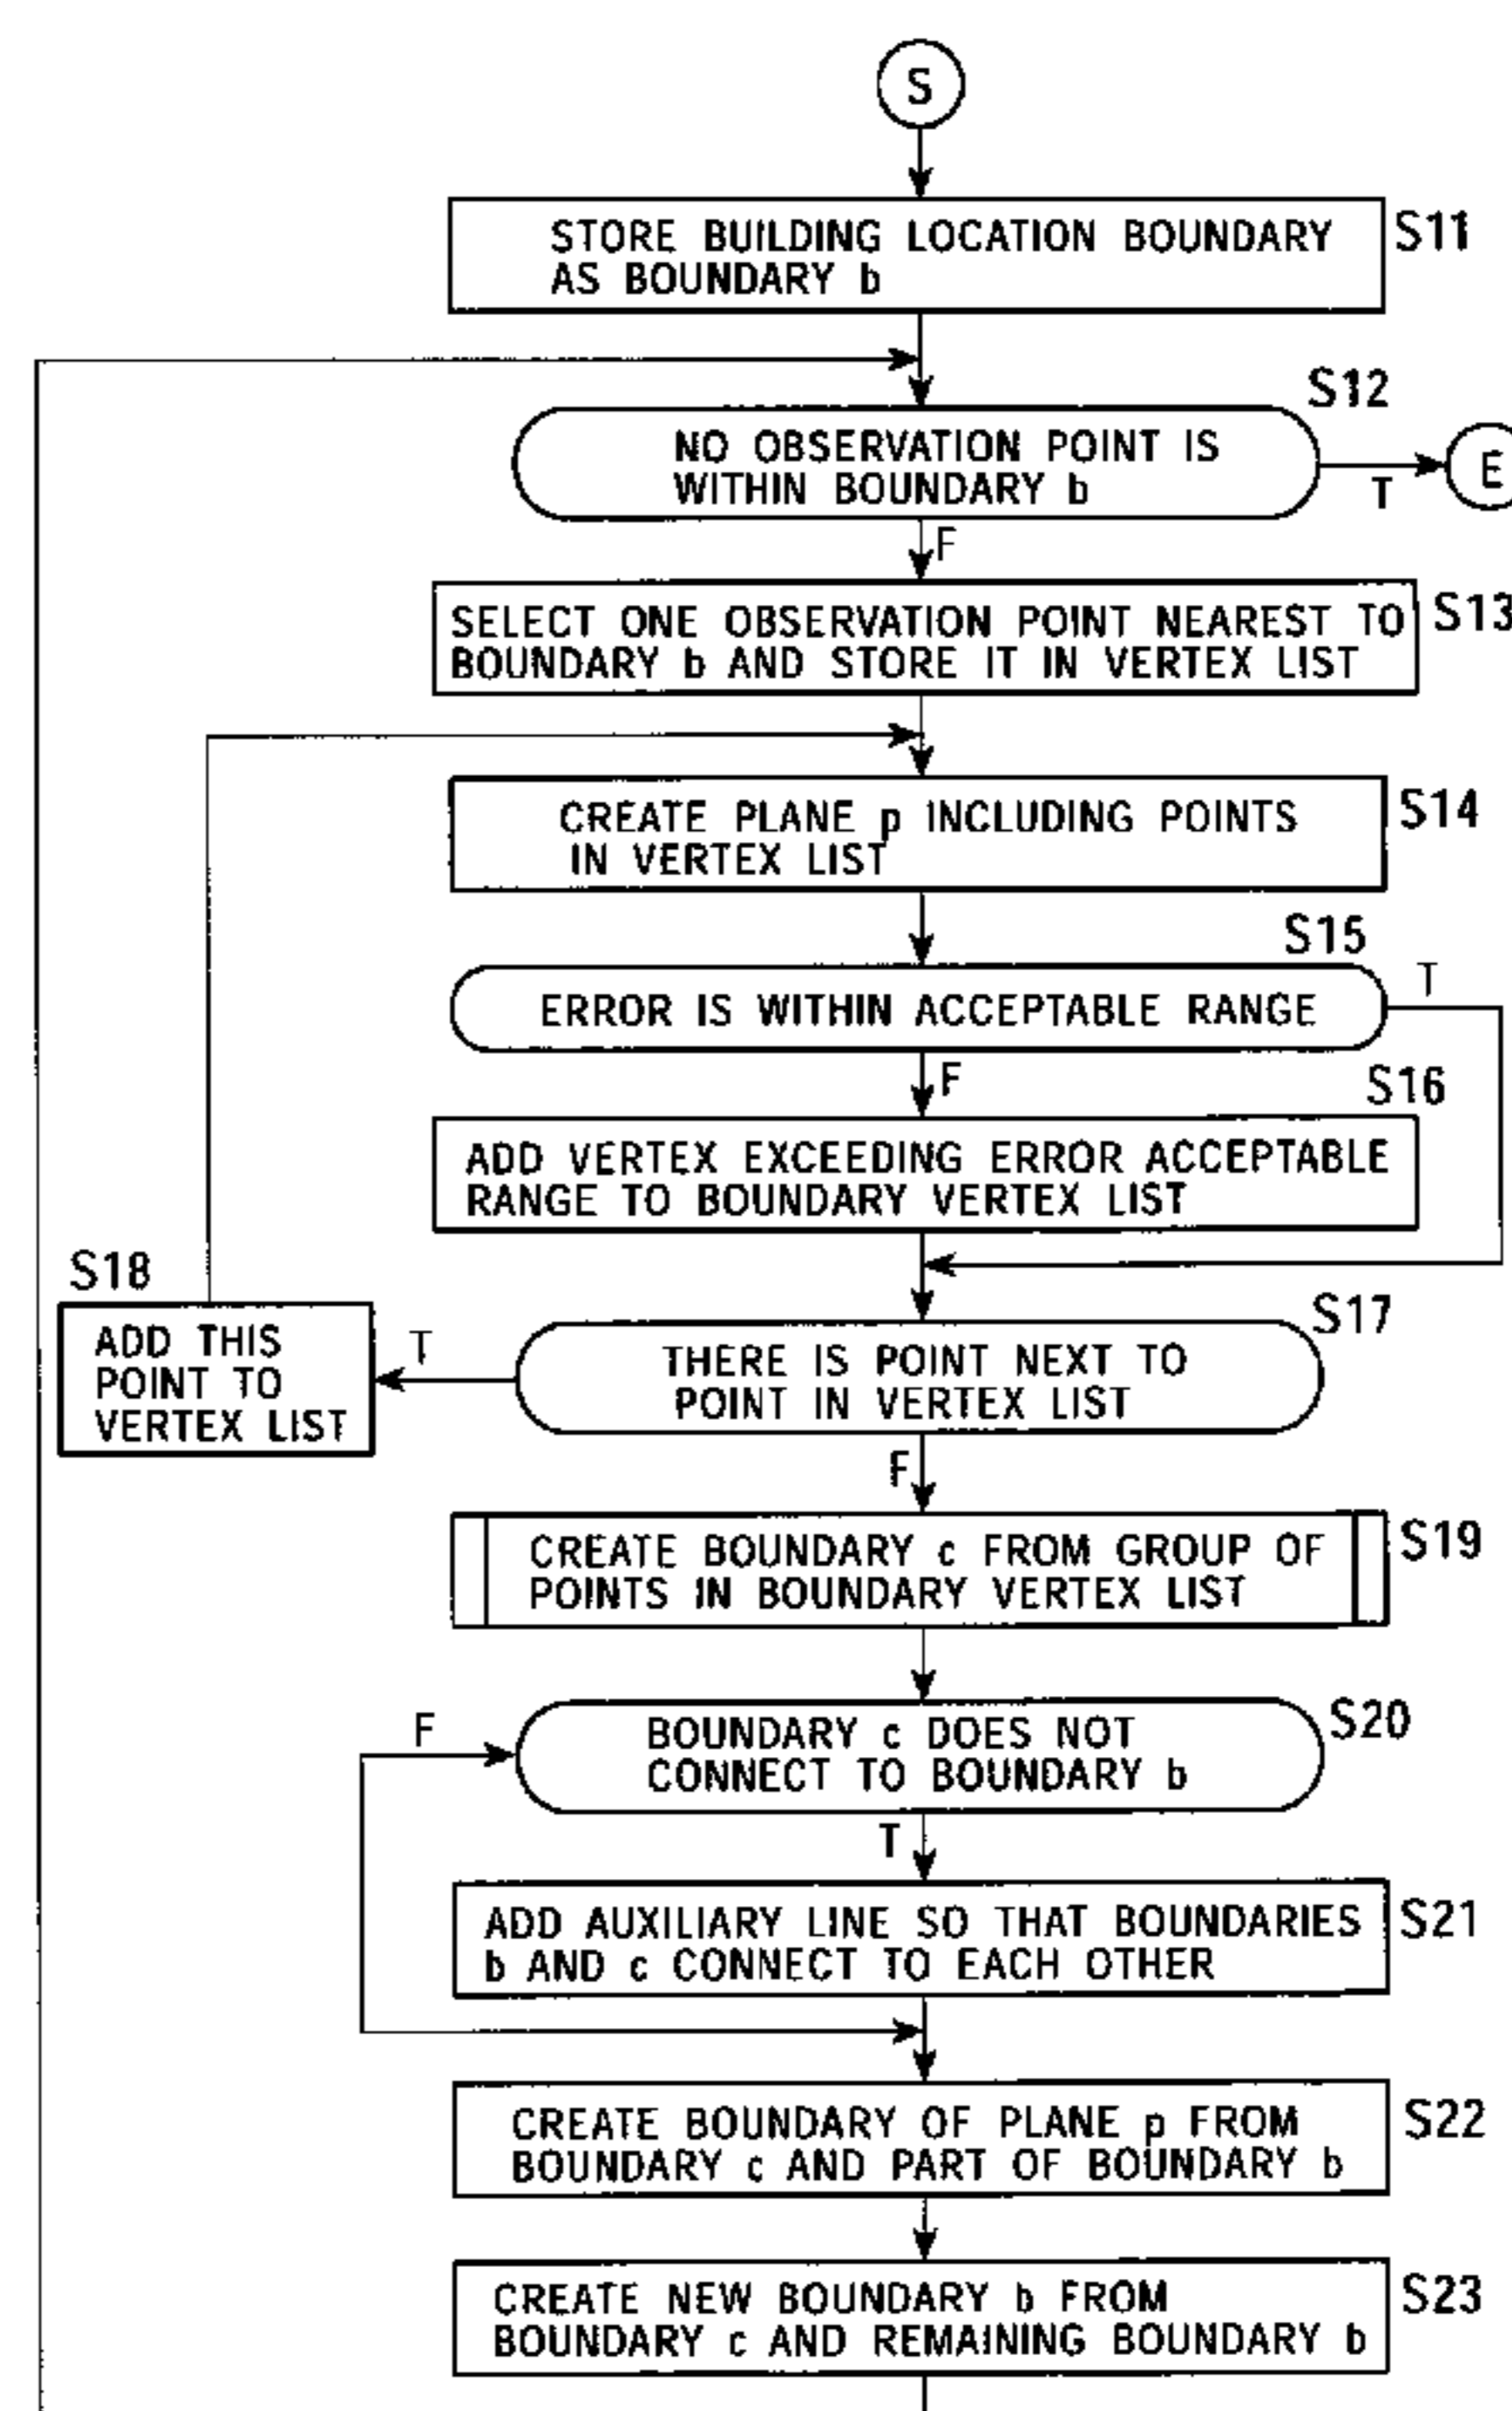 S
STORE BUILDING LOCATION BOUNDARY
AS BOUNDARY b
S11
S12
NO OBSERVATION POINT IS
WITHIN BOUNDARY b
T
E
F
SELECT ONE OBSERVATION POINT NEAREST TO
BOUNDARY b AND STORE IT IN VERTEX LIST
S13
CREATE PLANE p INCLUDING POINTS
IN VERTEX LIST
S14
S15
ERROR IS WITHIN ACCEPTABLE RANGE
T
F
S16
ADD VERTEX EXCEEDING ERROR ACCEPTABLE
RANGE TO BOUNDARY VERTEX LIST
S18
ADD THIS
POINT TO
VERTEX LIST
T
S17
THERE IS POINT NEXT TO
POINT IN VERTEX LIST
F
CREATE BOUNDARY c FROM GROUP OF
POINTS IN BOUNDARY VERTEX LIST
S19
F
BOUNDARY c DOES NOT
CONNECT TO BOUNDARY b
S20
T
ADD AUXILIARY LINE SO THAT BOUNDARIES
b AND c CONNECT TO EACH OTHER
S21
CREATE BOUNDARY OF PLANE p FROM
BOUNDARY c AND PART OF BOUNDARY b
S22
CREATE NEW BOUNDARY b FROM
BOUNDARY c AND REMAINING BOUNDARY b
S23